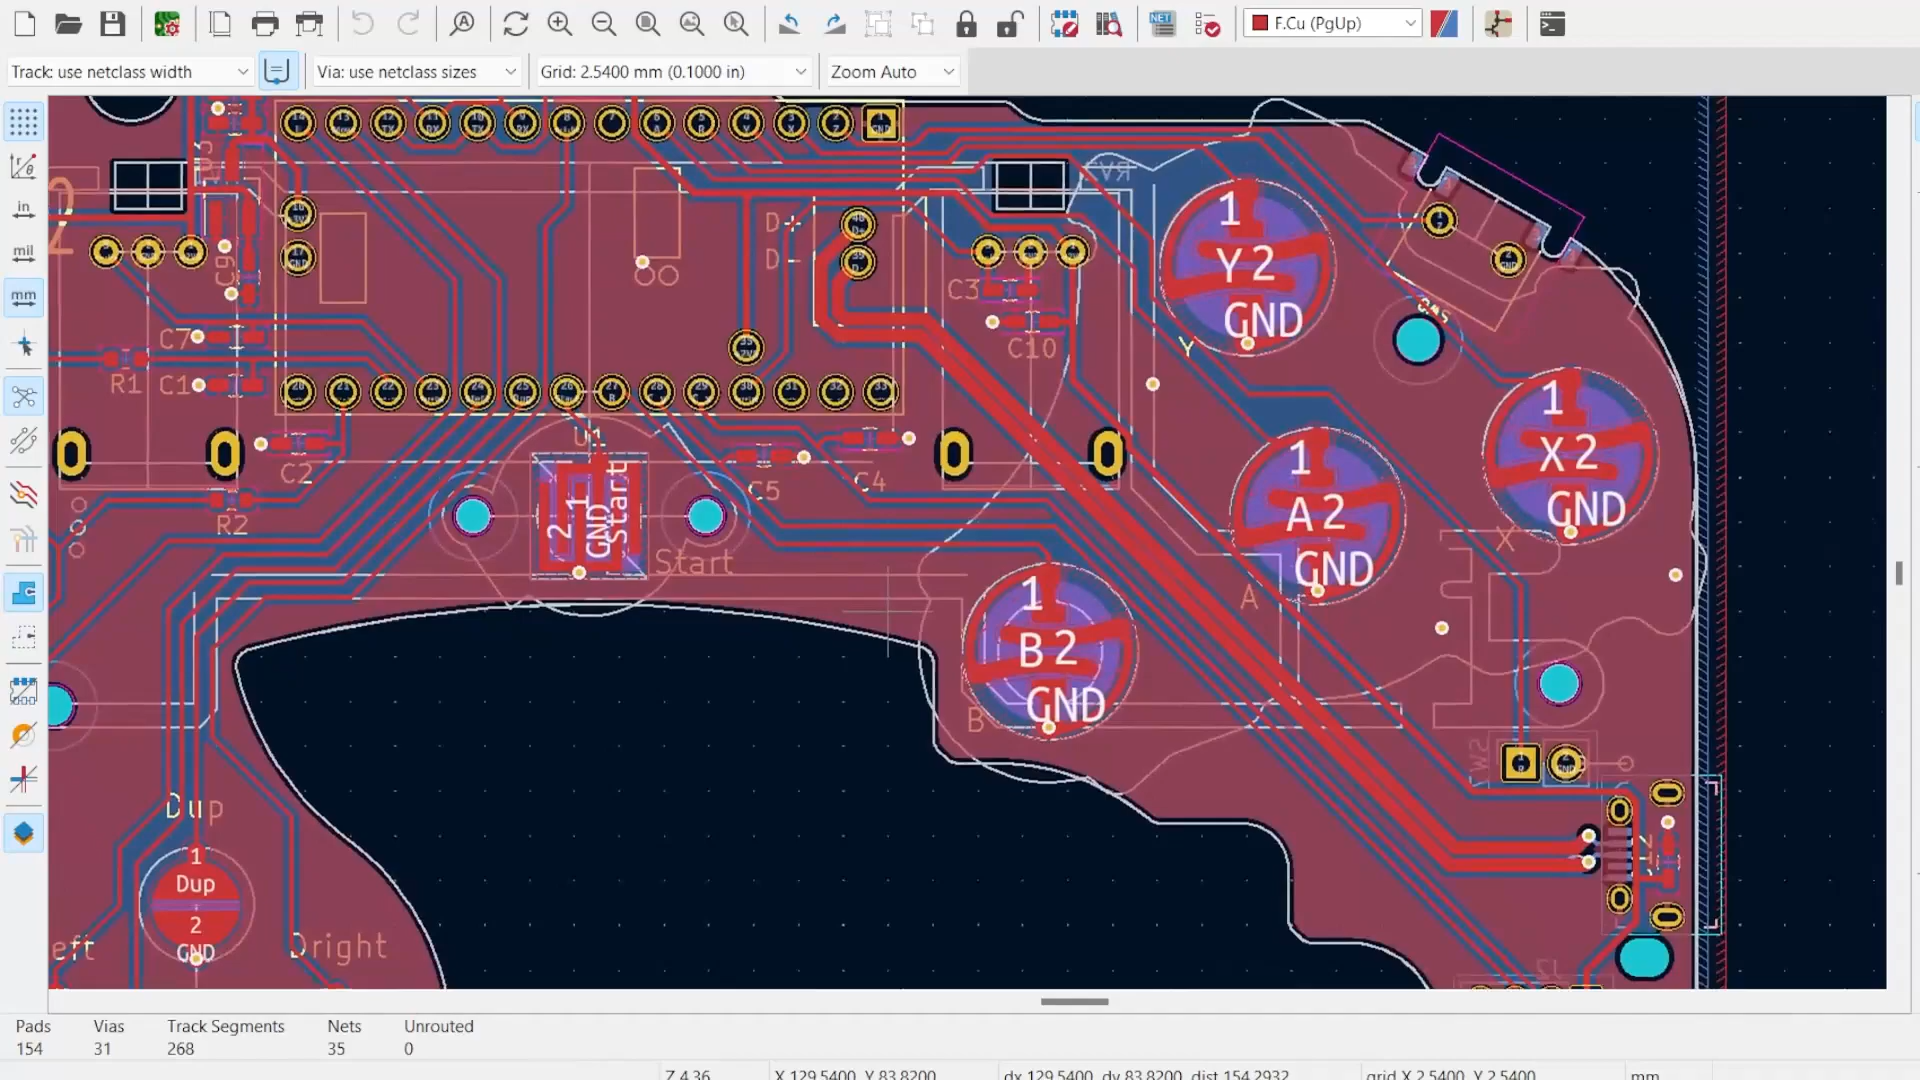 F.Cu (PgUp)
Track: use netclass width
Via: use netclass sizes
Grid: 2.5400 mm (0.1000 in)
Zoom Auto
in
mil
mm
NET
GND
D+
D-
C9
C3
C10
C7
R1
C1
C2
R2
U1
C5
C4
1
Y 2
GND
Y
1
X 2
GND
X
1
A 2
GND
A
1
B 2
GND
B
2
1
GND
Start
Start
Dup
1
Dup
2
GND
eft
Dright
Pads
154
Vias
31
Track Segments
268
Nets
35
Unrouted
0
Z 4.36
X 129.5400 Y 83.8200
dx 129.5400 dy 83.8200 dist 154.2932
grid X 2.5400 Y 2.5400
mm